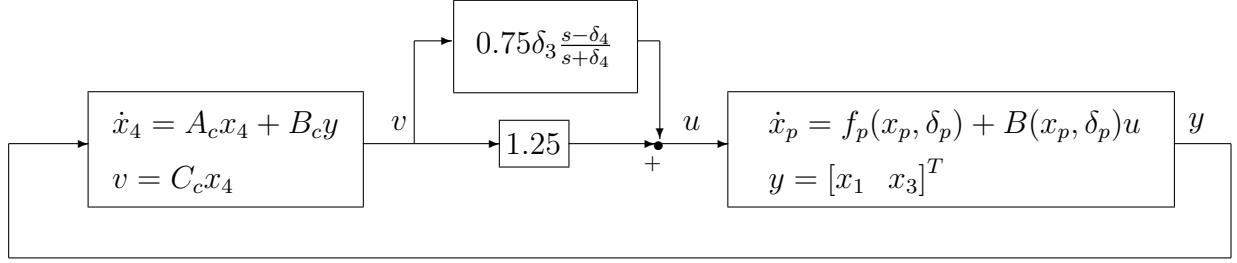 0.75δ₃ (s−δ₄)/(s+δ₄)
ẋ₄ = A_c x₄ + B_c y
v = C_c x₄
v
1.25
+
u
ẋ_p = f_p(x_p, δ_p) + B(x_p, δ_p)u
y = [x₁ x₃]ᵀ
y